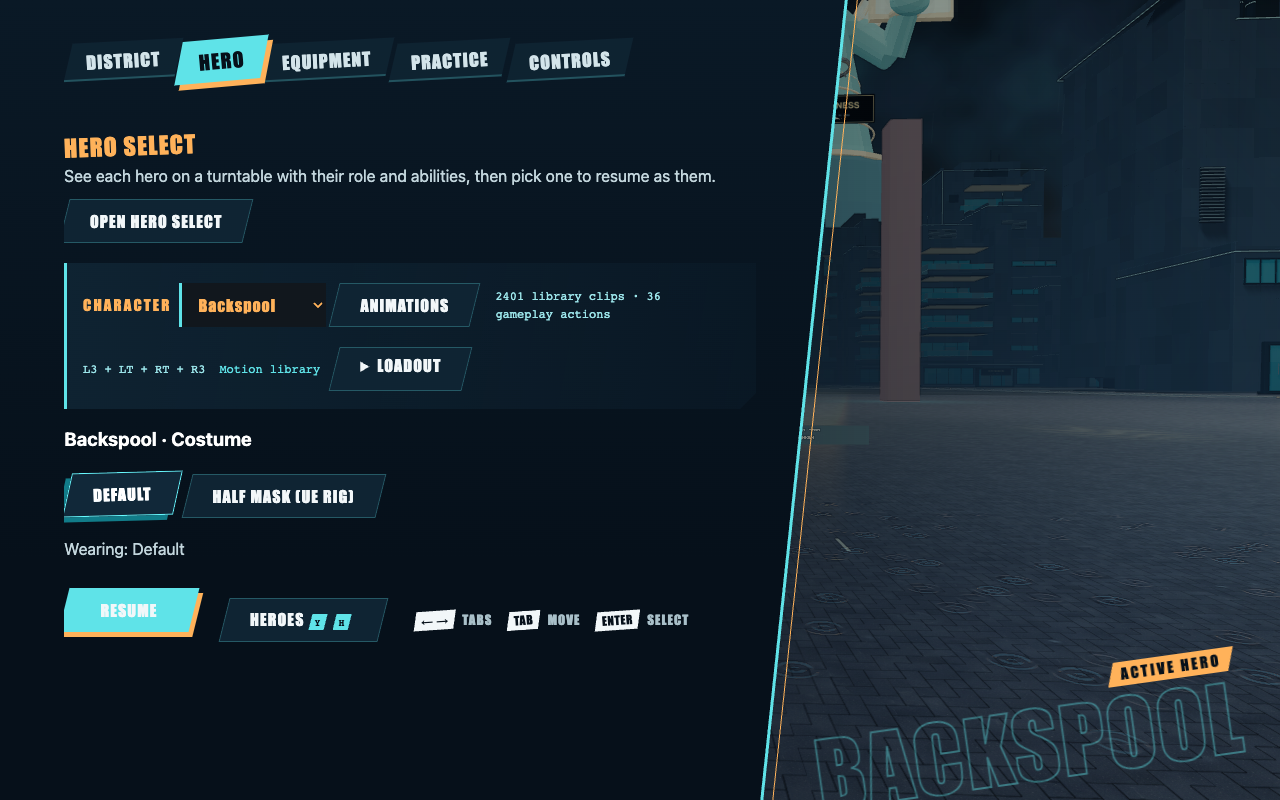 DISTRICT
HERO
EQUIPMENT
PRACTICE
CONTROLS
HERO SELECT
See each hero on a turntable with their role and abilities, then pick one to resume as them.
OPEN HERO SELECT
CHARACTER
Backspool
ANIMATIONS
2401 library clips · 36
gameplay actions
L3 + LT + RT + R3 Motion library
▶ LOADOUT
Backspool · Costume
DEFAULT
HALF MASK (UE RIG)
Wearing: Default
RESUME
HEROES Y H
←→ TABS
TAB MOVE
ENTER SELECT
NESS
ACTIVE HERO
BACKSPOOL